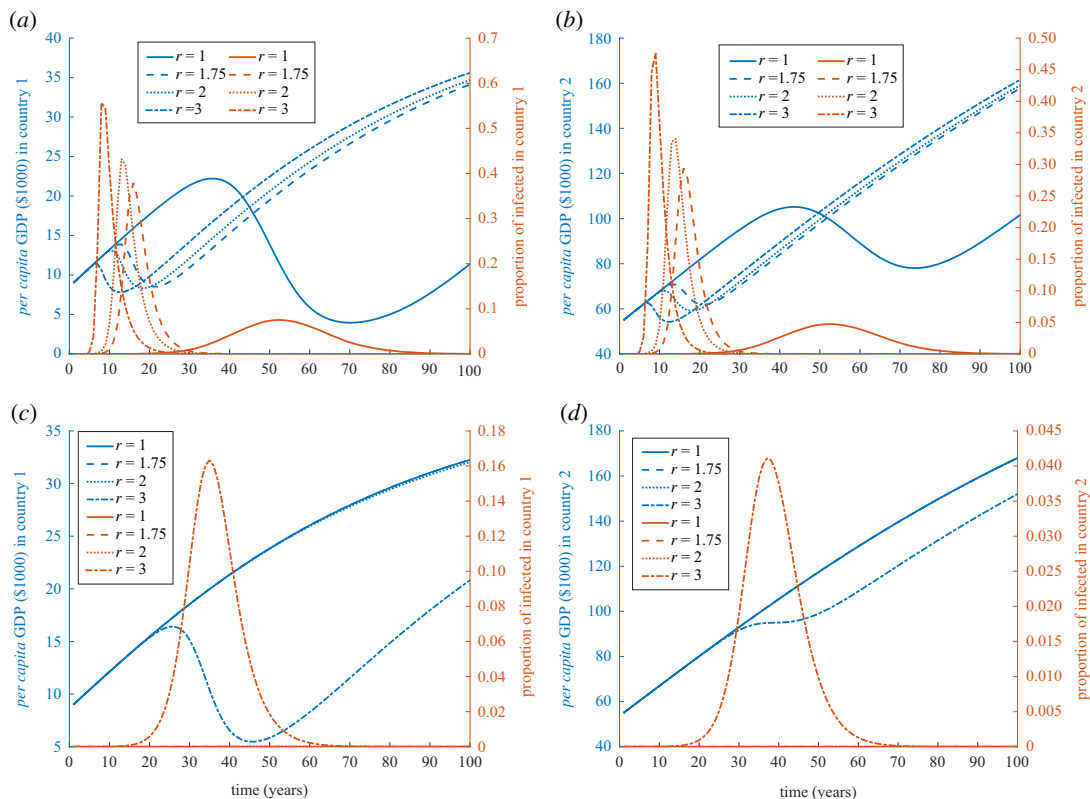 (a)
per capita GDP ($1000) in country 1
40
35
30
25
20
15
10
5
0
r = 1 r = 1
r = 1.75 r = 1.75
r = 2 r = 2
r = 3 r = 3
0.7
0.6
0.5
0.4
0.3
0.2
0.1
0
proportion of infected in country 1
0 10 20 30 40 50 60 70 80 90 100
(b)
per capita GDP ($1000) in country 2
180
160
140
120
100
80
60
40
r = 1 r = 1
r =1.75 r = 1.75
r = 2 r = 2
r = 3 r = 3
0.50
0.45
0.40
0.35
0.30
0.25
0.20
0.15
0.10
0.05
0
proportion of infected in country 2
0 10 20 30 40 50 60 70 80 90 100
(c)
per capita GDP ($1000) in country 1
35
30
25
20
15
10
5
r = 1
r = 1.75
r = 2
r = 3
r = 1
r = 1.75
r = 2
r = 3
0.18
0.16
0.14
0.12
0.10
0.08
0.06
0.04
0.02
0
proportion of infected in country 1
0 10 20 30 40 50 60 70 80 90 100
time (years)
(d)
per capita GDP ($1000) in country 2
180
160
140
120
100
80
60
40
r = 1
r = 1.75
r = 2
r = 3
r = 1
r = 1.75
r = 2
r = 3
0.045
0.040
0.035
0.030
0.025
0.020
0.015
0.010
0.005
0.000
proportion of infected in country 2
0 10 20 30 40 50 60 70 80 90 100
time (years)